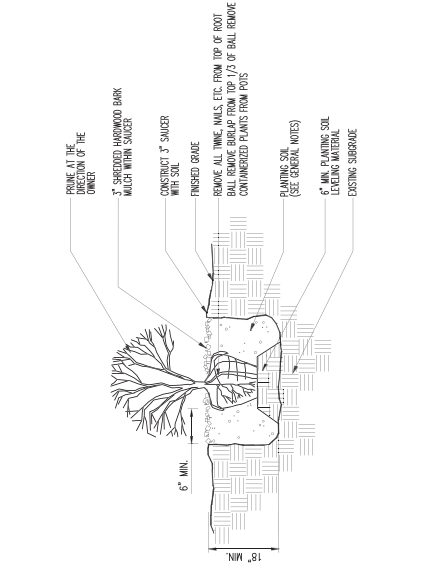 PRUNE AT THE
DIRECTION OF THE
OWNER
3" SHREDDED HARDWOOD BARK
MULCH WITHIN SAUCER
CONSTRUCT 3" SAUCER
WITH SOIL
FINISHED GRADE
REMOVE ALL TWINE, NAILS, ETC. FROM TOP OF ROOT
BALL REMOVE BURLAP FROM TOP 1/3 OF BALL REMOVE
CONTAINERIZED PLANTS FROM POTS
PLANTING SOIL
(SEE GENERAL NOTES)
6" MIN. PLANTING SOIL
LEVELING MATERIAL
EXISTING SUBGRADE
6" MIN.
18" MIN.